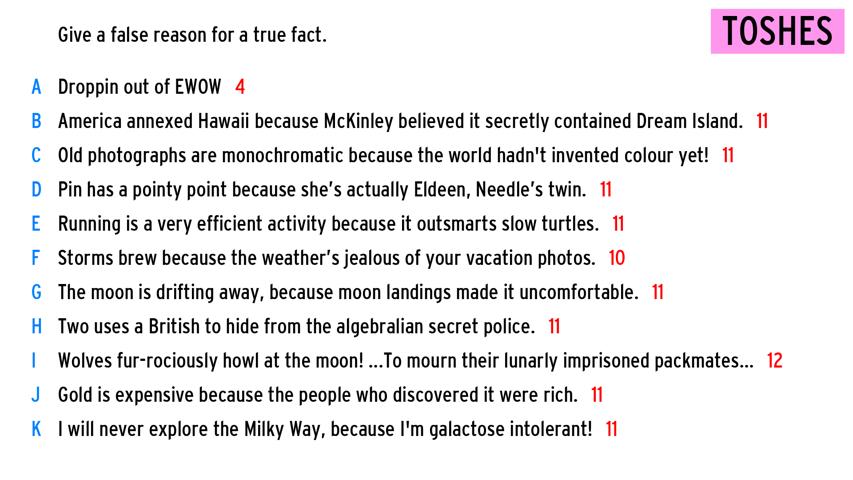 Give a false reason for a true fact.
TOSHES
A Droppin out of EWOW 4
B America annexed Hawaii because McKinley believed it secretly contained Dream Island. 11
C Old photographs are monochromatic because the world hadn't invented colour yet! 11
D Pin has a pointy point because she's actually Eldeen, Needle's twin. 11
E Running is a very efficient activity because it outsmarts slow turtles. 11
F Storms brew because the weather's jealous of your vacation photos. 10
G The moon is drifting away, because moon landings made it uncomfortable. 11
H Two uses a British to hide from the algebralian secret police. 11
I Wolves fur-rociously howl at the moon! ...To mourn their lunarly imprisoned packmates... 12
J Gold is expensive because the people who discovered it were rich. 11
K I will never explore the Milky Way, because I'm galactose intolerant! 11